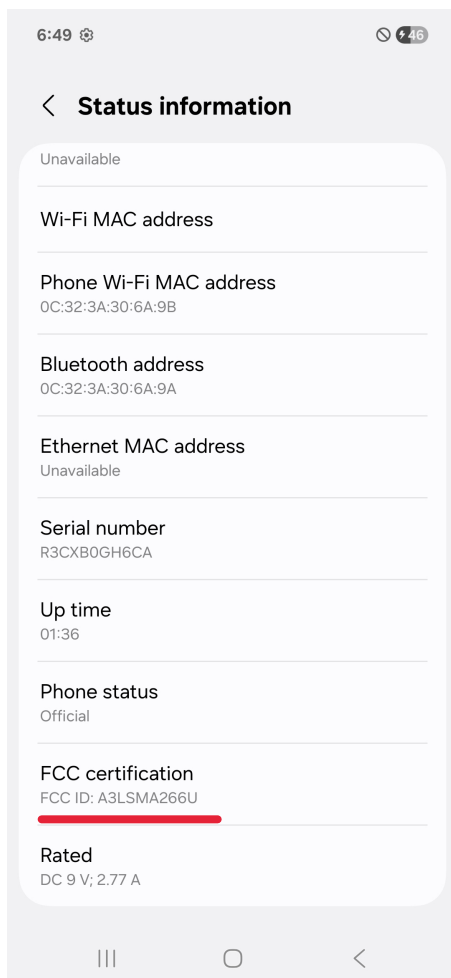 6:49
46
Status information
Unavailable
Wi-Fi MAC address
Phone Wi-Fi MAC address
0C:32:3A:30:6A:9B
Bluetooth address
0C:32:3A:30:6A:9A
Ethernet MAC address
Unavailable
Serial number
R3CXB0GH6CA
Up time
01:36
Phone status
Official
FCC certification
FCC ID: A3LSMA266U
Rated
DC 9 V; 2.77 A